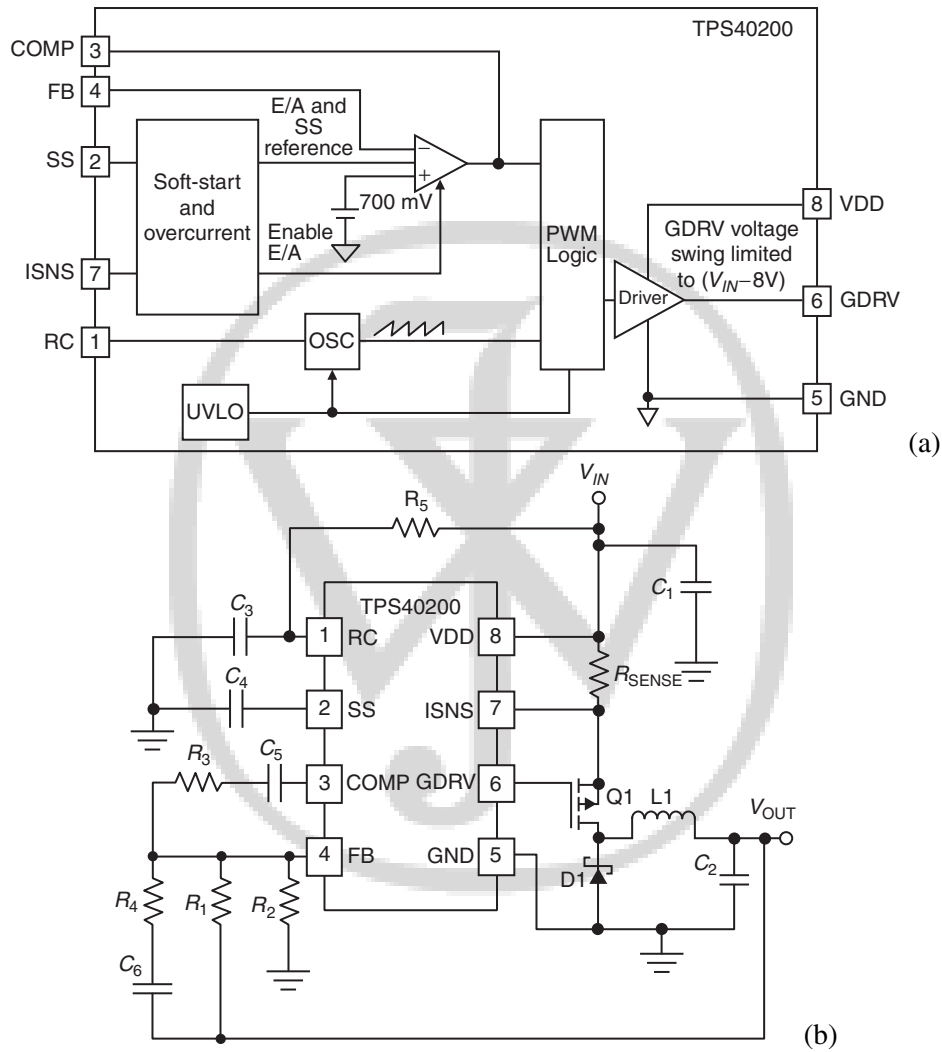 TPS40200
COMP 3
FB 4
SS 2
ISNS 7
RC 1
E/A and
SS
reference
Soft-start
and
overcurrent
Enable
E/A
−
+
700 mV
PWM
Logic
OSC
UVLO
Driver
GDRV voltage
swing limited
to (VIN−8V)
8 VDD
6 GDRV
5 GND
(a)
VIN
R5
C1
TPS40200
C3
1 RC
VDD 8
RSENSE
C4
2 SS
ISNS 7
R3
C5
3 COMP
GDRV 6
Q1
L1
VOUT
4 FB
GND 5
D1
C2
R4
R1
R2
C6
(b)